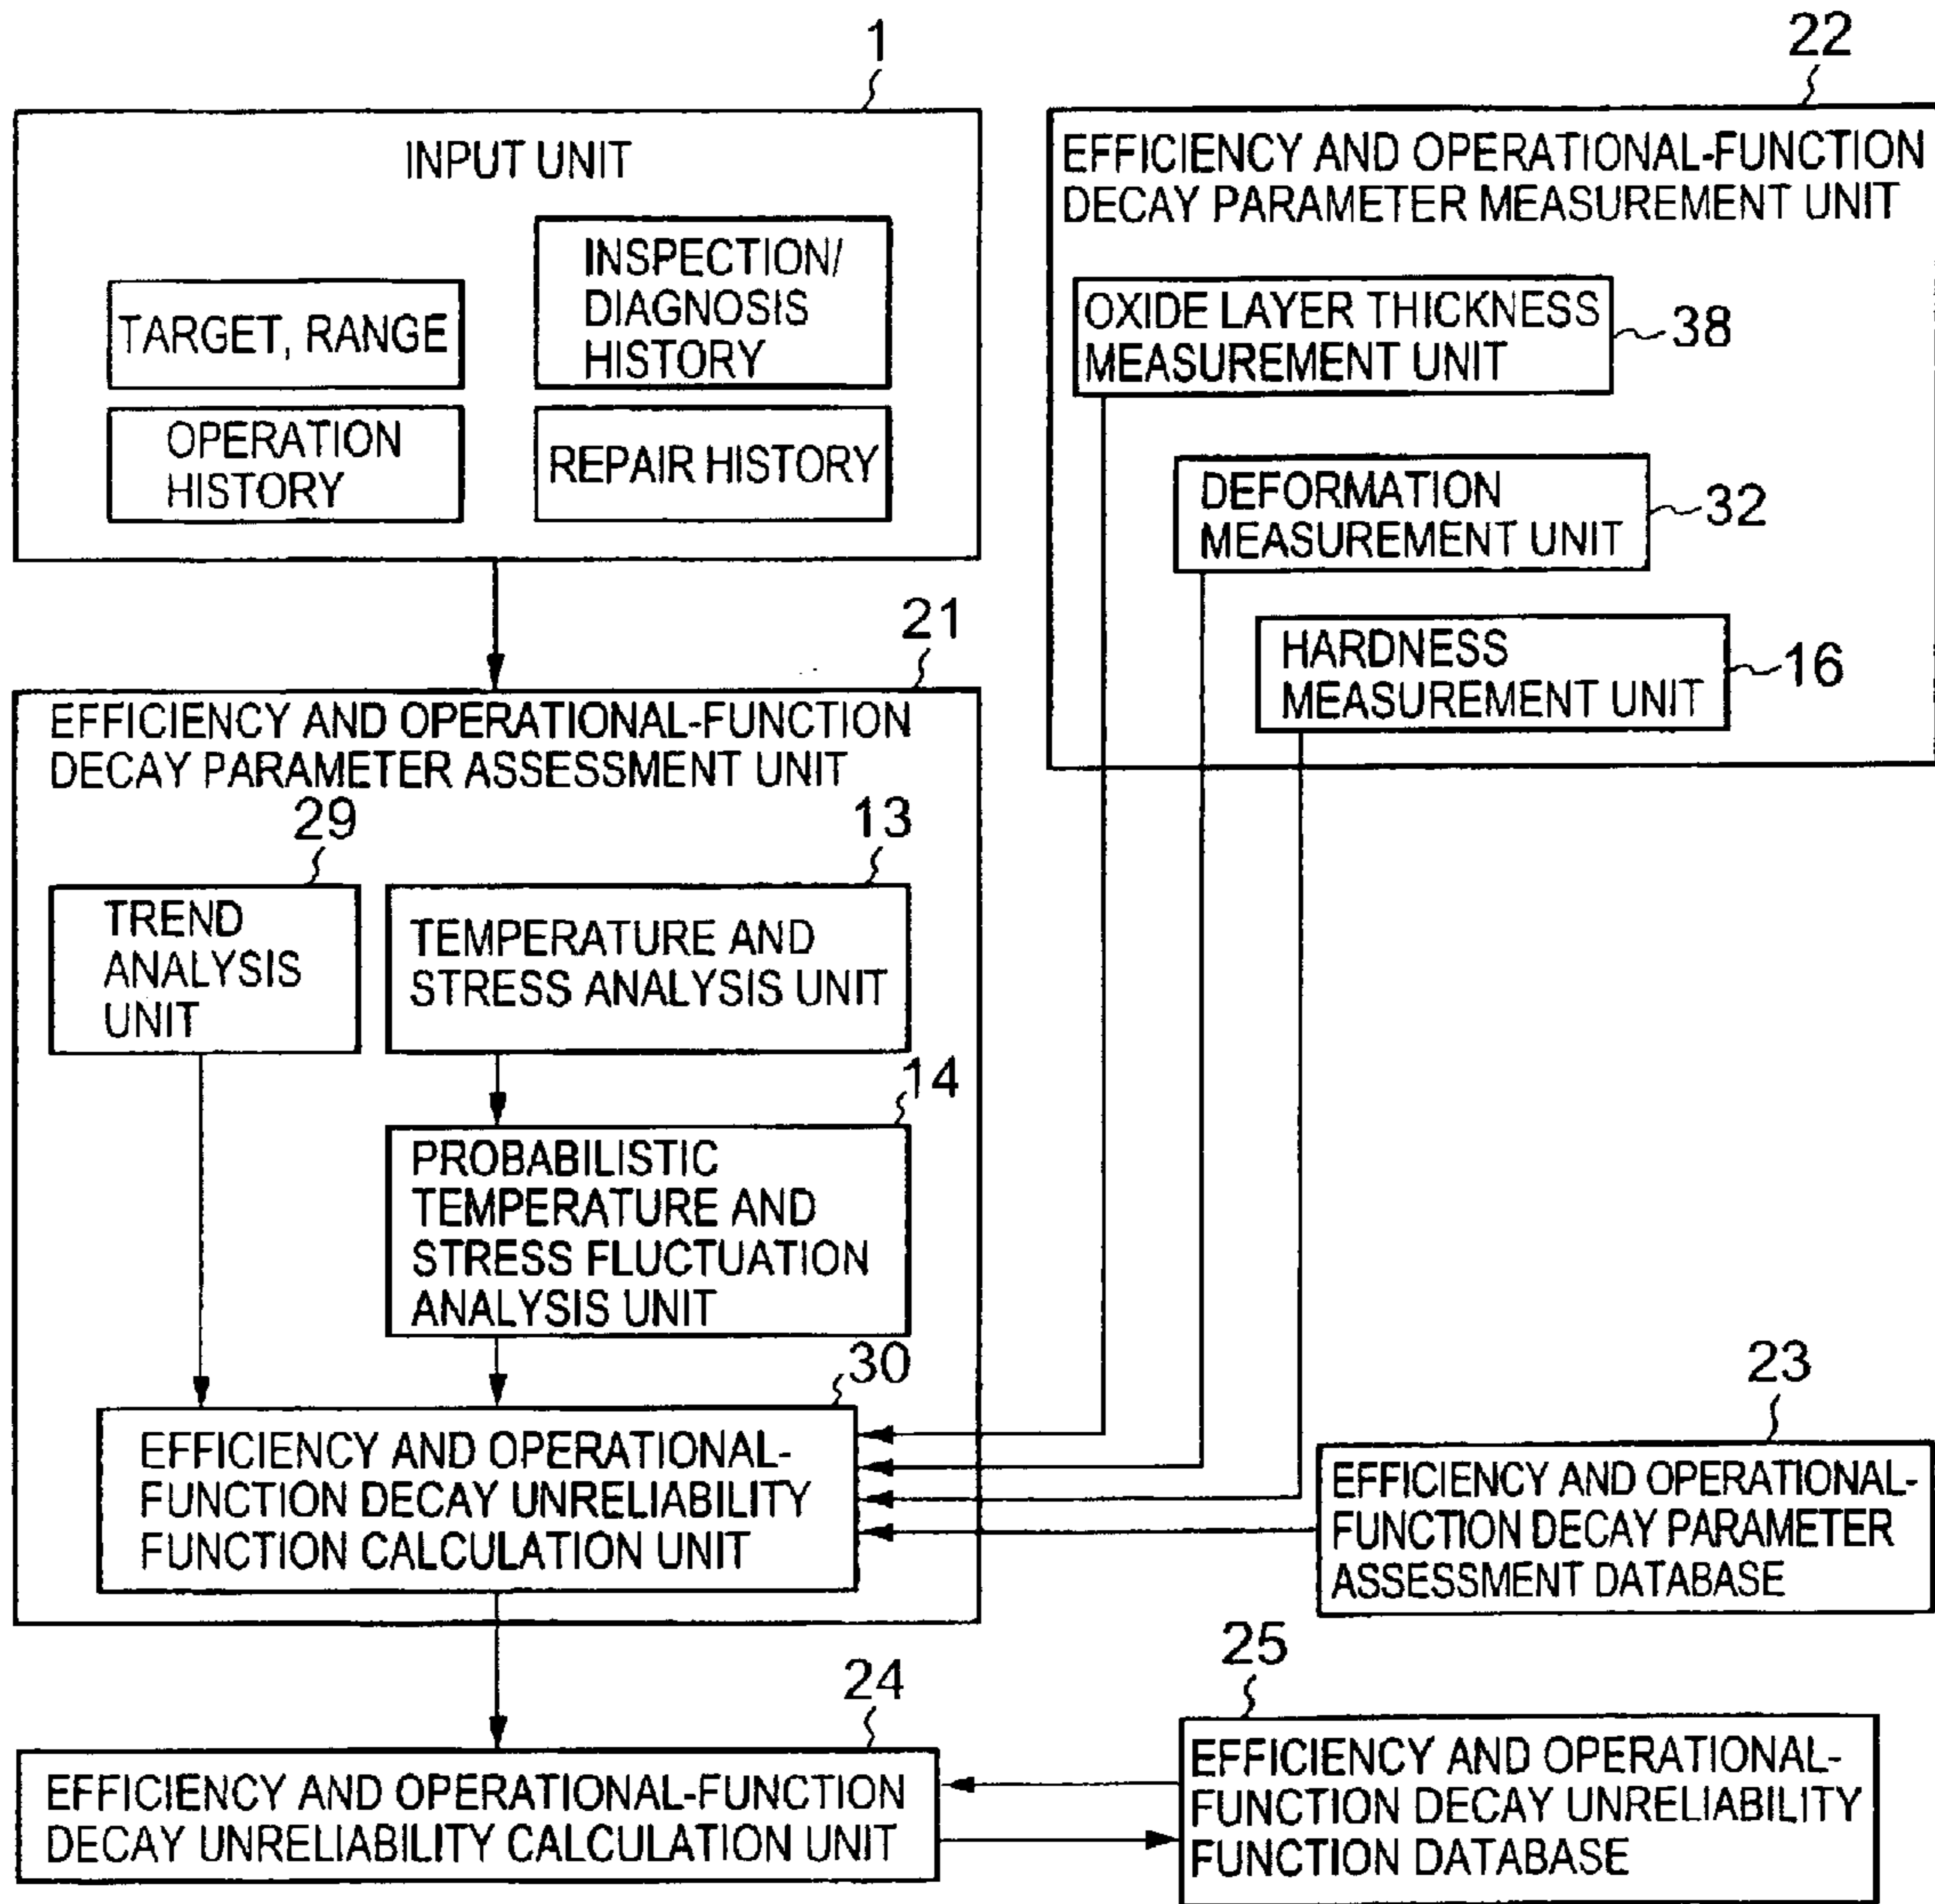 1
INPUT UNIT
TARGET, RANGE
INSPECTION/
DIAGNOSIS
HISTORY
OPERATION
HISTORY
REPAIR HISTORY
22
EFFICIENCY AND OPERATIONAL-FUNCTION
DECAY PARAMETER MEASUREMENT UNIT
OXIDE LAYER THICKNESS
MEASUREMENT UNIT
38
DEFORMATION
MEASUREMENT UNIT
32
HARDNESS
MEASUREMENT UNIT
16
21
EFFICIENCY AND OPERATIONAL-FUNCTION
DECAY PARAMETER ASSESSMENT UNIT
29
TREND
ANALYSIS
UNIT
13
TEMPERATURE AND
STRESS ANALYSIS UNIT
14
PROBABILISTIC
TEMPERATURE AND
STRESS FLUCTUATION
ANALYSIS UNIT
30
EFFICIENCY AND OPERATIONAL-
FUNCTION DECAY UNRELIABILITY
FUNCTION CALCULATION UNIT
23
EFFICIENCY AND OPERATIONAL-
FUNCTION DECAY PARAMETER
ASSESSMENT DATABASE
24
EFFICIENCY AND OPERATIONAL-FUNCTION
DECAY UNRELIABILITY CALCULATION UNIT
25
EFFICIENCY AND OPERATIONAL-
FUNCTION DECAY UNRELIABILITY
FUNCTION DATABASE